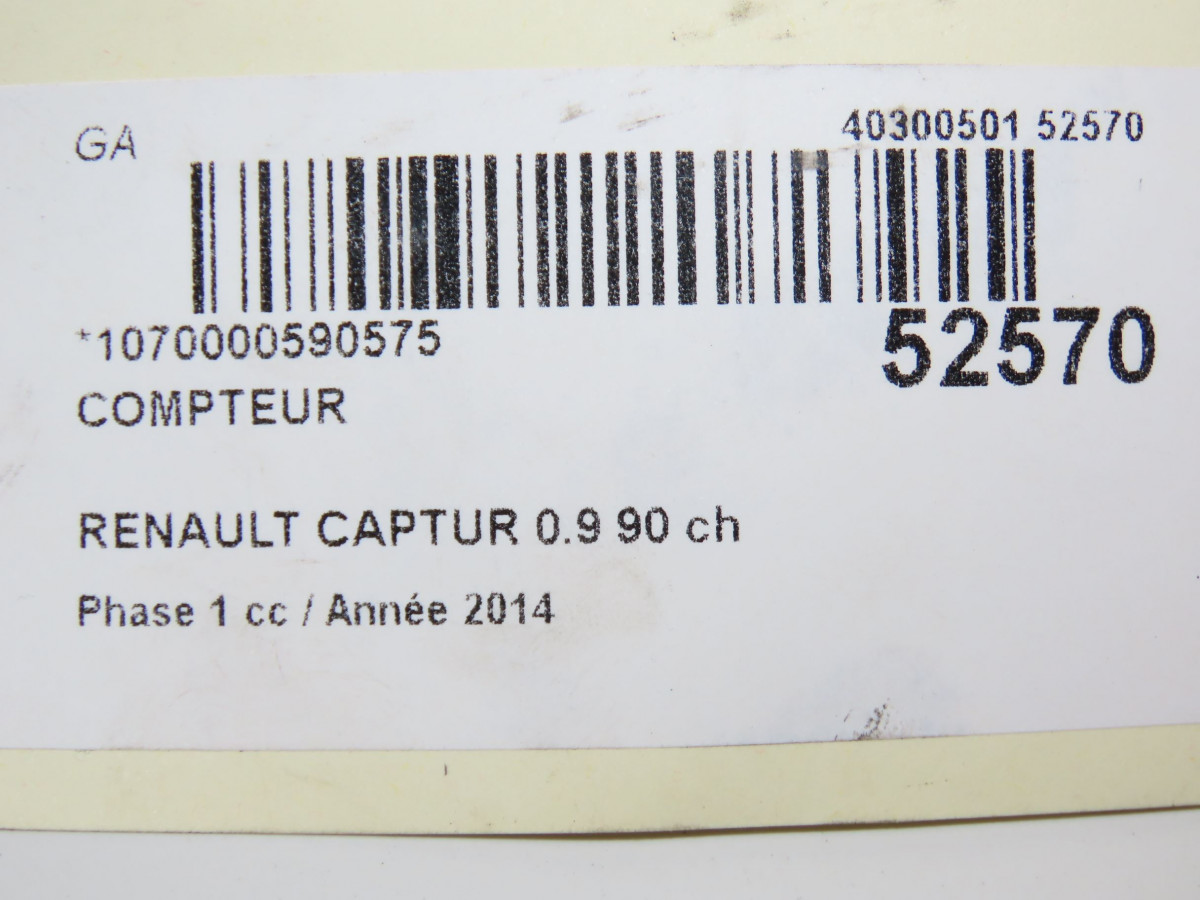 GA
40300501 52570
*1070000590575
52570
COMPTEUR
RENAULT CAPTUR 0.9 90 ch
Phase 1 cc / Année 2014